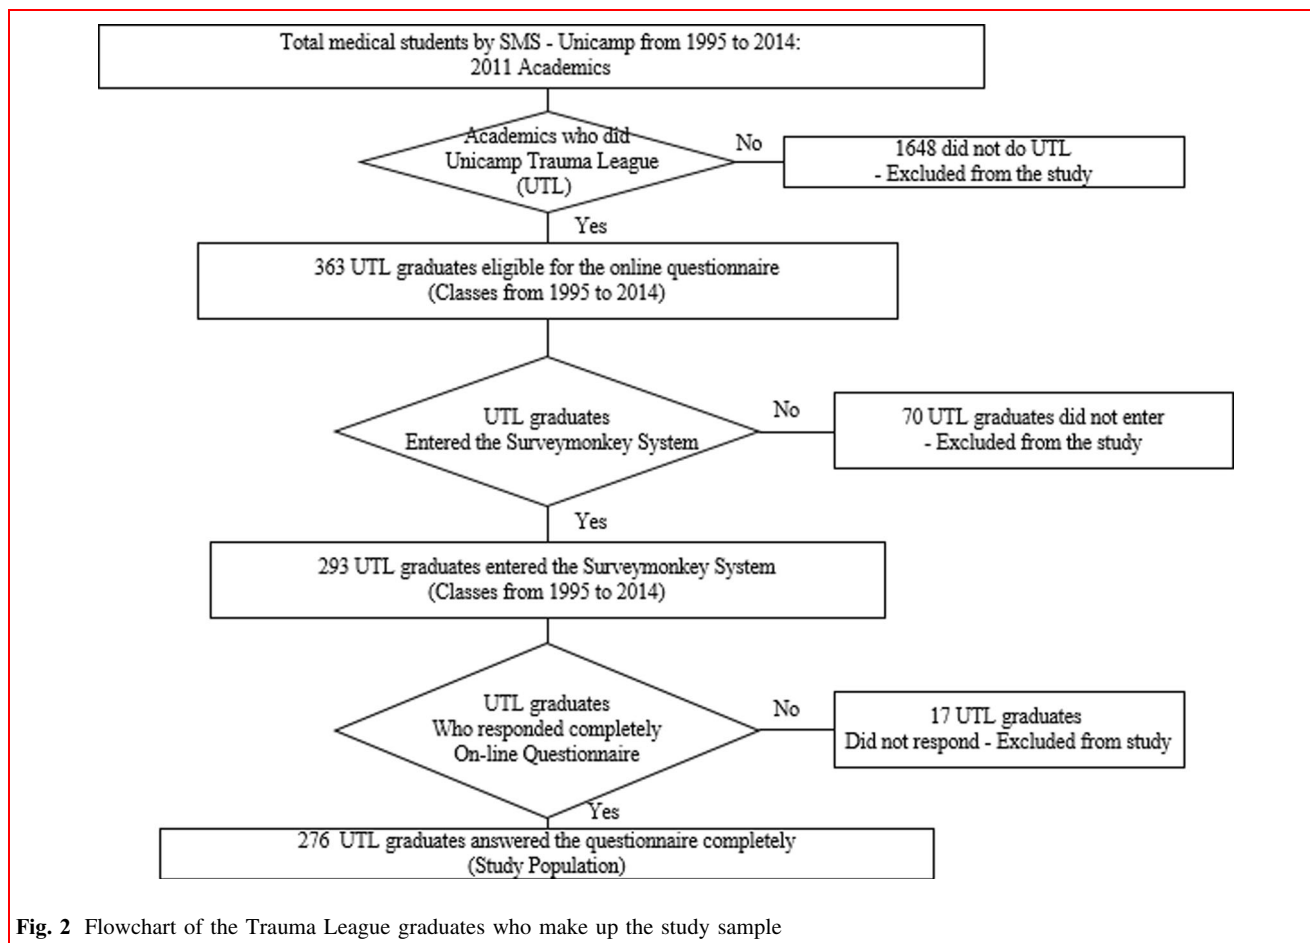 Total medical students by SMS - Unicamp from 1995 to 2014:
2011 Academics
Academics who did
Unicamp Trauma League
(UTL)
No
1648 did not do UTL
- Excluded from the study
Yes
363 UTL graduates eligible for the online questionnaire
(Classes from 1995 to 2014)
UTL graduates
Entered the Surveymonkey System
No
70 UTL graduates did not enter
- Excluded from the study
Yes
293 UTL graduates entered the Surveymonkey System
(Classes from 1995 to 2014)
UTL graduates
Who responded completely
On-line Questionnaire
No
17 UTL graduates
Did not respond - Excluded from study
Yes
276 UTL graduates answered the questionnaire completely
(Study Population)
Fig. 2 Flowchart of the Trauma League graduates who make up the study sample